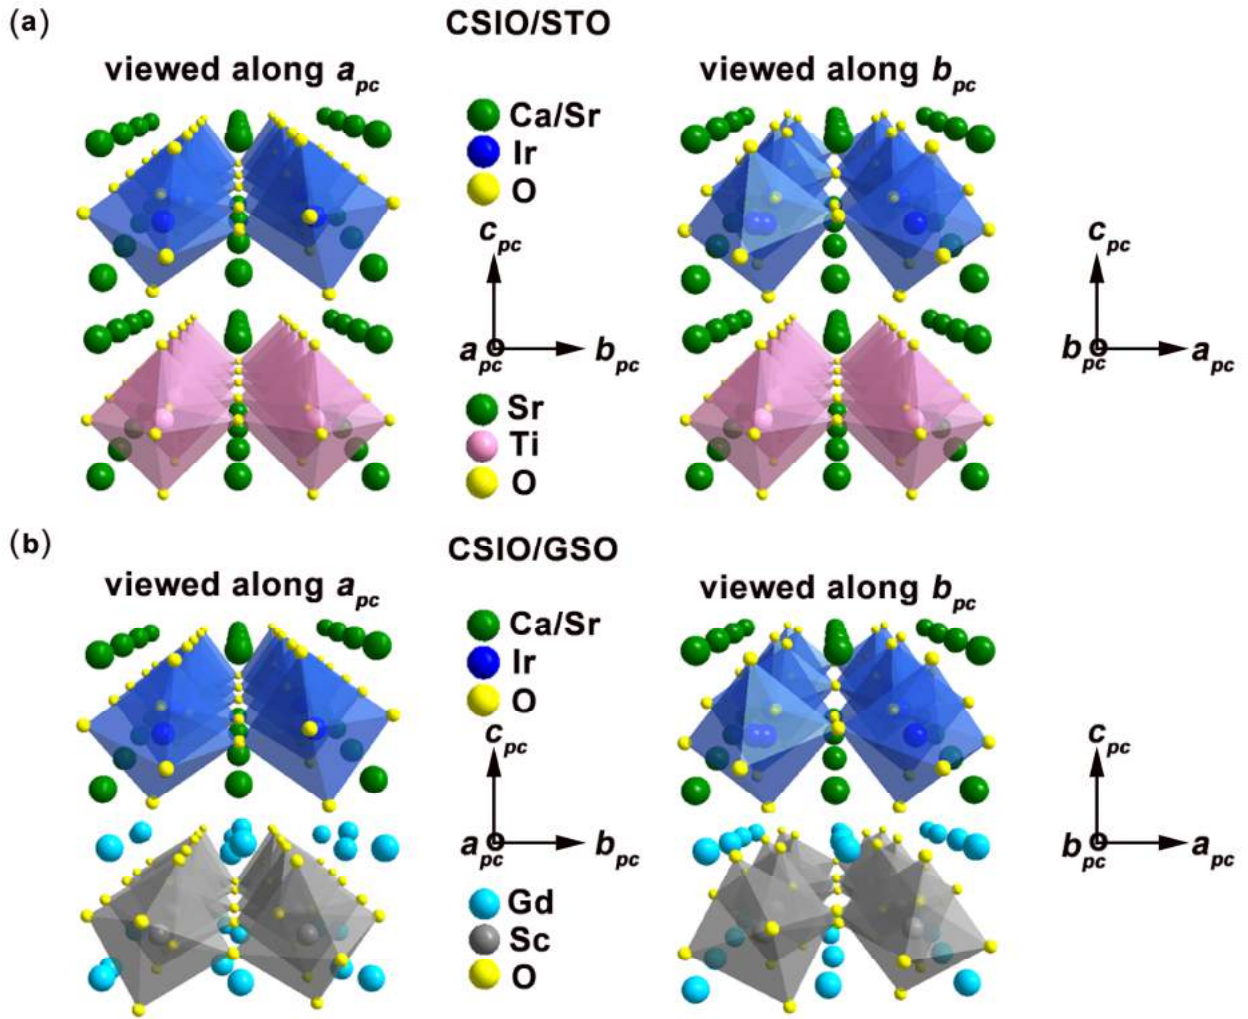 (a)
CSIO/STO
viewed along a_pc
viewed along b_pc
Ca/Sr
Ir
O
c_pc
a_pc
b_pc
c_pc
b_pc
a_pc
Sr
Ti
O
(b)
CSIO/GSO
viewed along a_pc
viewed along b_pc
Ca/Sr
Ir
O
c_pc
a_pc
b_pc
c_pc
b_pc
a_pc
Gd
Sc
O